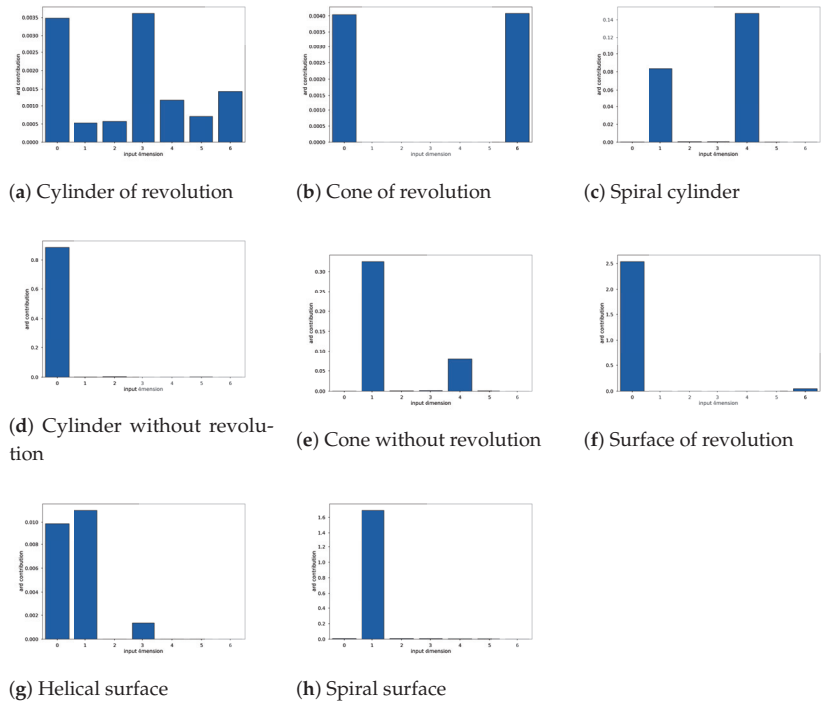 0.0035
0.0030
0.0025
0.0020
0.0015
0.0010
0.0005
0.0000
ard contribution
0 1 2 3 4 5 6
input dimension
(a) Cylinder of revolution
0.0040
0.0035
0.0030
0.0025
0.0020
0.0015
0.0010
0.0005
0.0000
ard contribution
0 1 2 3 4 5 6
input dimension
(b) Cone of revolution
0.14
0.12
0.10
0.08
0.06
0.04
0.02
0.00
ard contribution
0 1 2 3 4 5 6
input dimension
(c) Spiral cylinder
0.8
0.6
0.4
0.2
0.0
ard contribution
0 1 2 3 4 5 6
input dimension
(d) Cylinder without revolu-
tion
0.30
0.25
0.20
0.15
0.10
0.05
0.00
ard contribution
0 1 2 3 4 5 6
input dimension
(e) Cone without revolution
2.5
2.0
1.5
1.0
0.5
0.0
ard contribution
0 1 2 3 4 5 6
input dimension
(f) Surface of revolution
0.010
0.008
0.006
0.004
0.002
0.000
ard contribution
0 1 2 3 4 5 6
input dimension
(g) Helical surface
1.6
1.4
1.2
1.0
0.8
0.6
0.4
0.2
0.0
ard contribution
0 1 2 3 4 5 6
input dimension
(h) Spiral surface